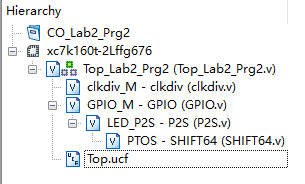 Hierarchy
CO_Lab2_Prg2
xc7k160t-2Lffg676
Top_Lab2_Prg2 (Top_Lab2_Prg2.v)
clkdiv_M - clkdiv (clkdiv.v)
GPIO_M - GPIO (GPIO.v)
LED_P2S - P2S (P2S.v)
PTOS - SHIFT64 (SHIFT64.v)
Top.ucf